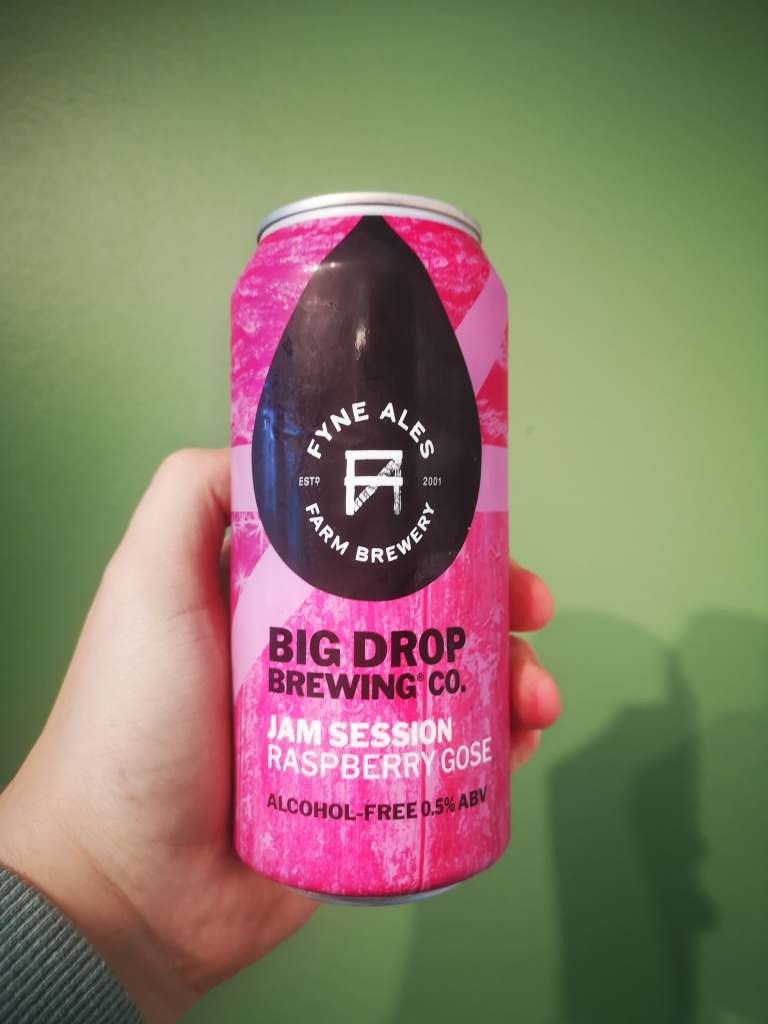 FYNE ALES
ESTD 2001
FARM BREWERY
BIG DROP
BREWING® CO.
JAM SESSION
RASPBERRY GOSE
ALCOHOL-FREE 0.5% ABV